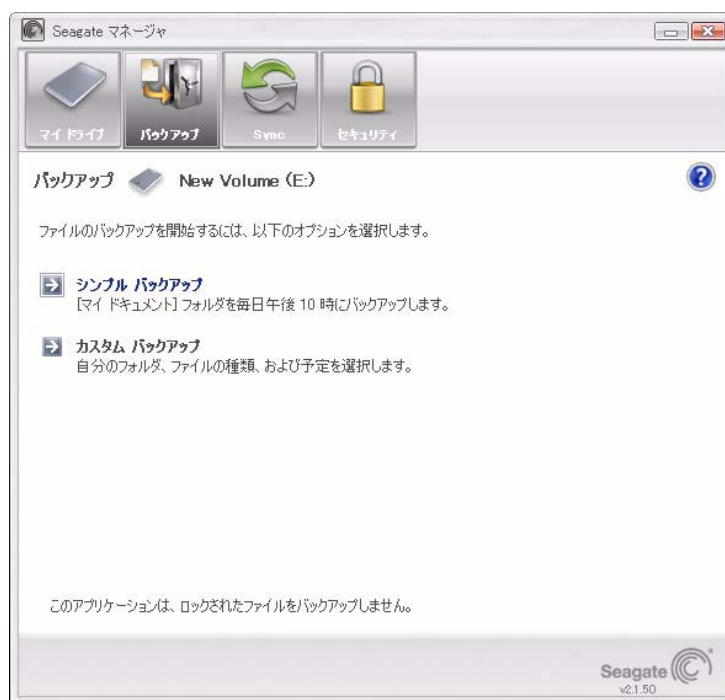 Seagate マネージャ
マイ ドライブ
バックアップ
Sync
セキュリティ
バックアップ New Volume (E:)
ファイルのバックアップを開始するには、以下のオプションを選択します。
シンプル バックアップ
[マイ ドキュメント] フォルダを毎日午後 10 時にバックアップします。
カスタム バックアップ
自分のフォルダ、ファイルの種類、および予定を選択します。
このアプリケーションは、ロックされたファイルをバックアップしません。
Seagate
v2.1.50